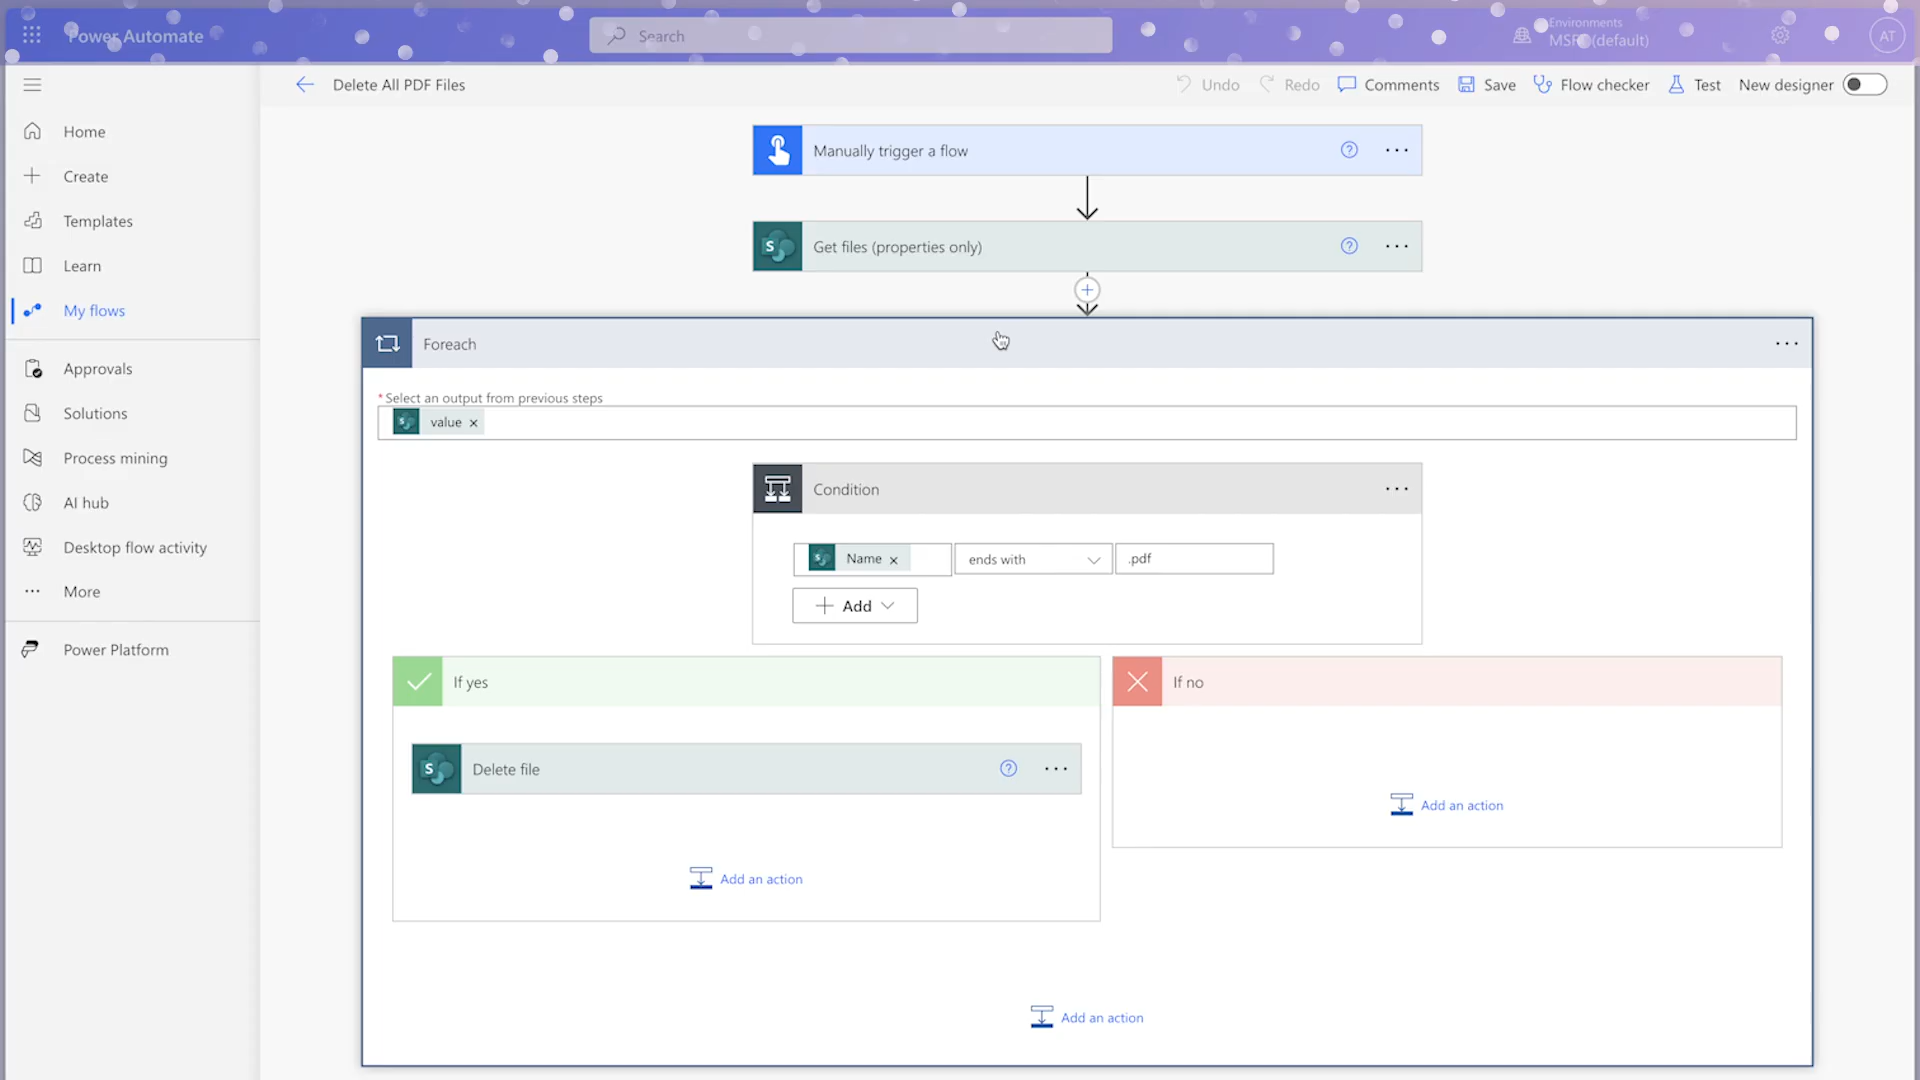 Power Automate
Search
Environments
MSFT (default)
AT
Delete All PDF Files
Undo
Redo
Comments
Save
Flow checker
Test
New designer
Home
Create
Templates
Learn
My flows
Approvals
Solutions
Process mining
AI hub
Desktop flow activity
More
Power Platform
Manually trigger a flow
S
Get files (properties only)
Foreach
* Select an output from previous steps
value
Condition
Name
ends with
.pdf
Add
If yes
If no
S
Delete file
Add an action
Add an action
Add an action